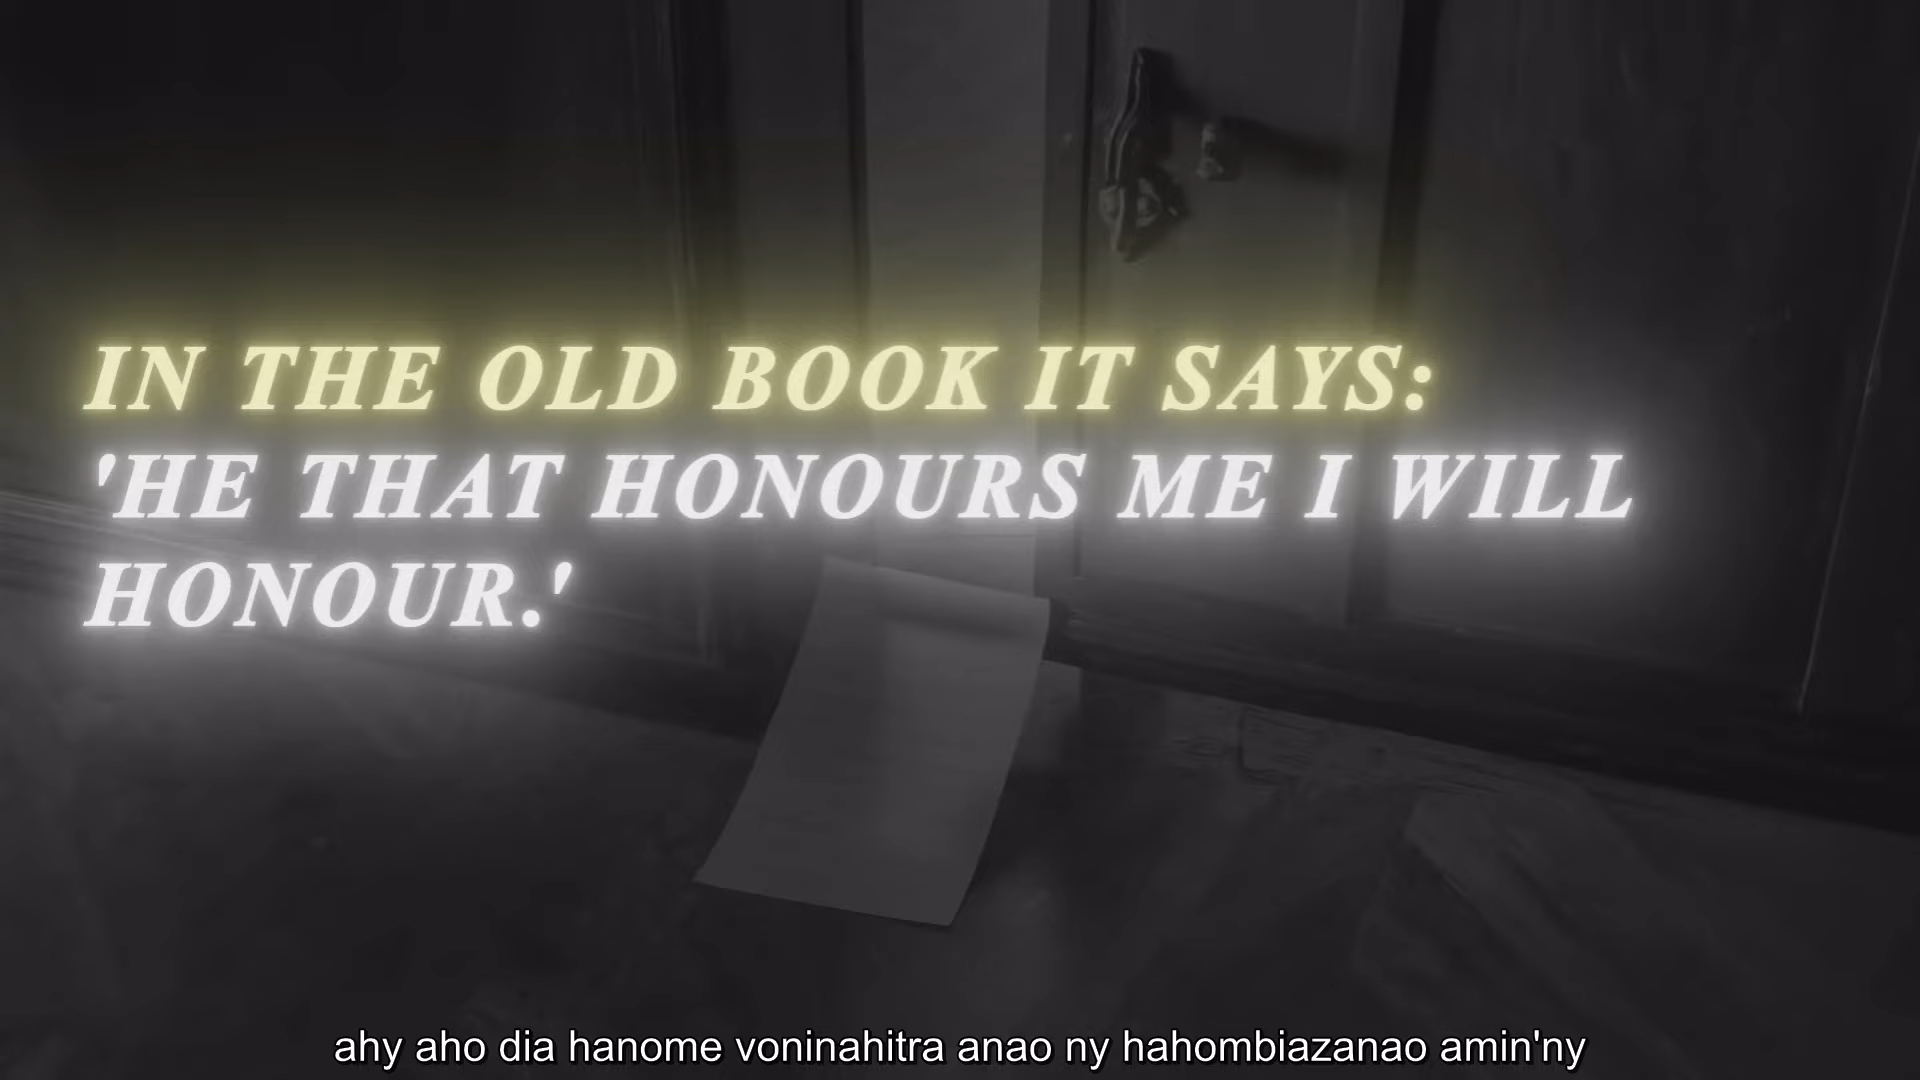 IN THE OLD BOOK IT SAYS:
'HE THAT HONOURS ME I WILL
HONOUR.'
ahy aho dia hanome voninahitra anao ny hahombiazanao amin'ny